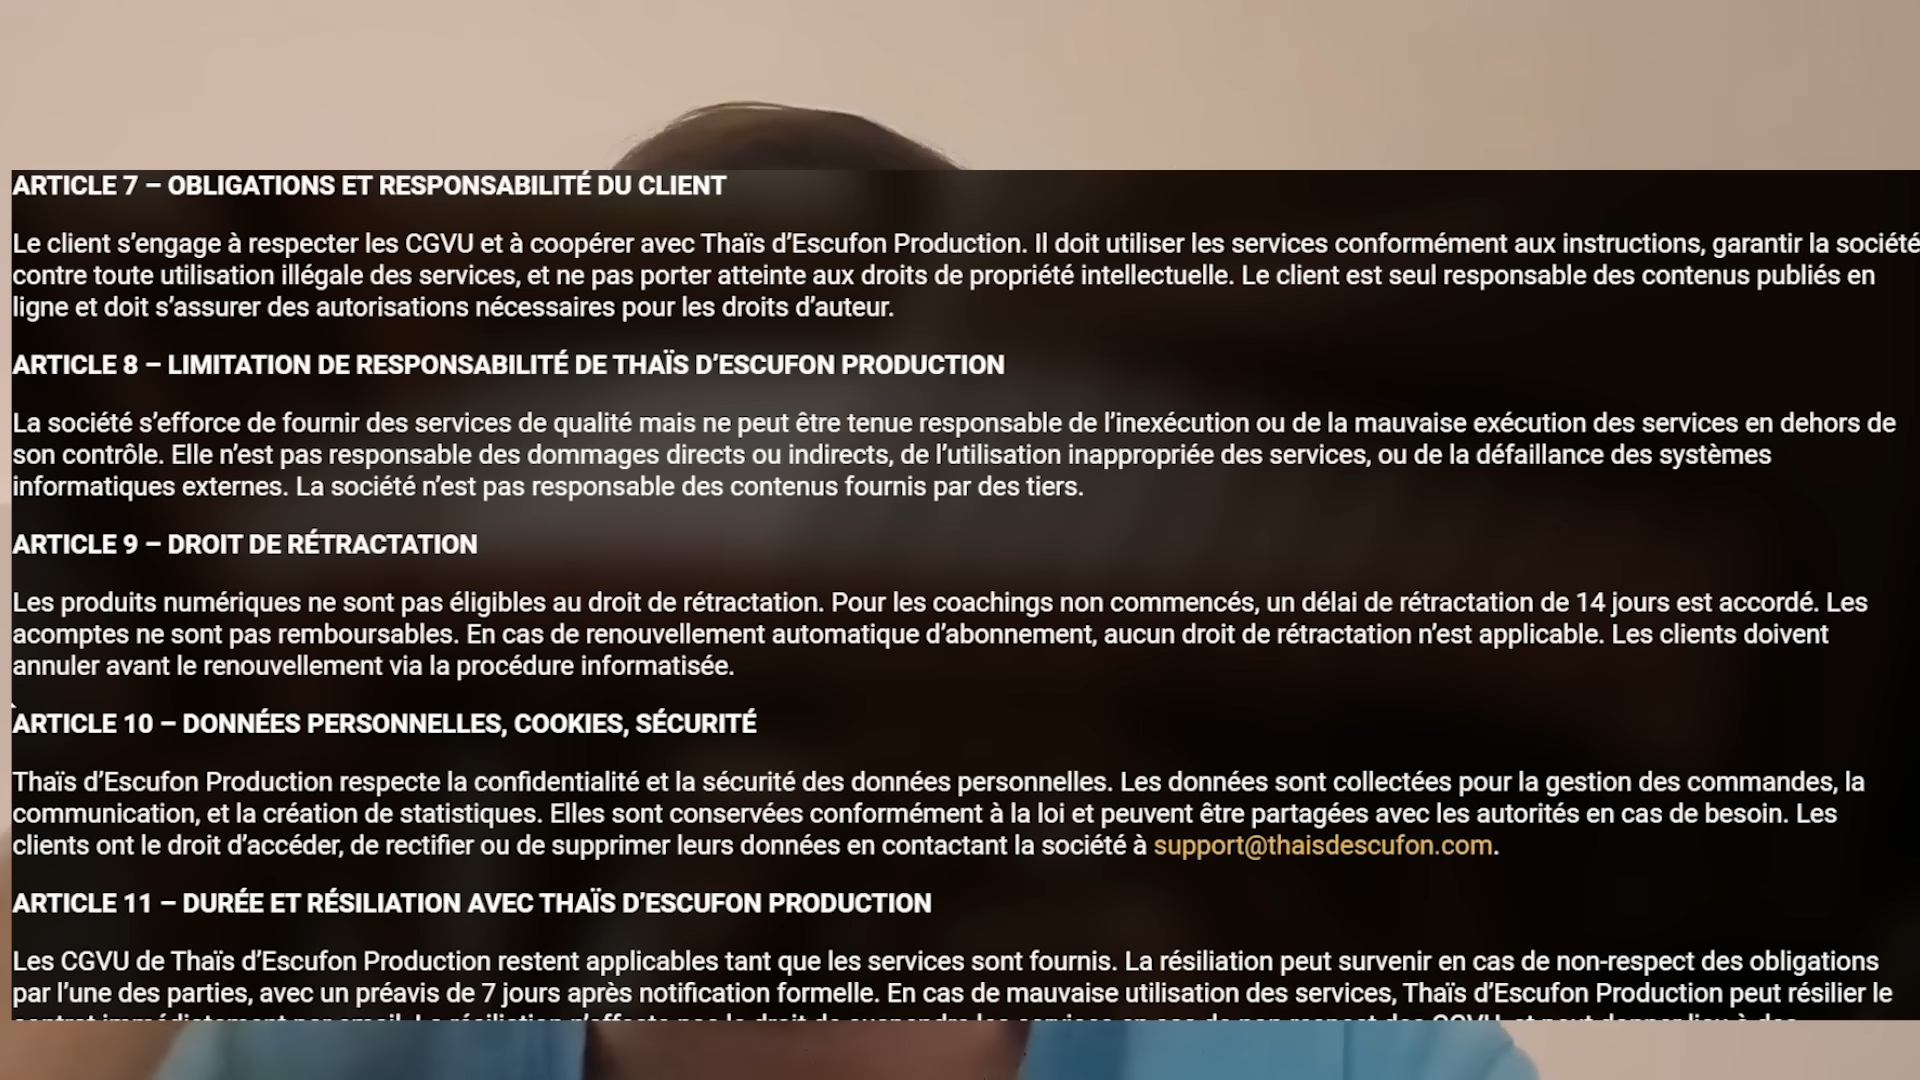 ARTICLE 7 – OBLIGATIONS ET RESPONSABILITÉ DU CLIENT
Le client s’engage à respecter les CGVU et à coopérer avec Thaïs d’Escufon Production. Il doit utiliser les services conformément aux instructions, garantir la société
contre toute utilisation illégale des services, et ne pas porter atteinte aux droits de propriété intellectuelle. Le client est seul responsable des contenus publiés en
ligne et doit s’assurer des autorisations nécessaires pour les droits d’auteur.
ARTICLE 8 – LIMITATION DE RESPONSABILITÉ DE THAÏS D’ESCUFON PRODUCTION
La société s’efforce de fournir des services de qualité mais ne peut être tenue responsable de l’inexécution ou de la mauvaise exécution des services en dehors de
son contrôle. Elle n’est pas responsable des dommages directs ou indirects, de l’utilisation inappropriée des services, ou de la défaillance des systèmes
informatiques externes. La société n’est pas responsable des contenus fournis par des tiers.
ARTICLE 9 – DROIT DE RÉTRACTATION
Les produits numériques ne sont pas éligibles au droit de rétractation. Pour les coachings non commencés, un délai de rétractation de 14 jours est accordé. Les
acomptes ne sont pas remboursables. En cas de renouvellement automatique d’abonnement, aucun droit de rétractation n’est applicable. Les clients doivent
annuler avant le renouvellement via la procédure informatisée.
ARTICLE 10 – DONNÉES PERSONNELLES, COOKIES, SÉCURITÉ
Thaïs d’Escufon Production respecte la confidentialité et la sécurité des données personnelles. Les données sont collectées pour la gestion des commandes, la
communication, et la création de statistiques. Elles sont conservées conformément à la loi et peuvent être partagées avec les autorités en cas de besoin. Les
clients ont le droit d’accéder, de rectifier ou de supprimer leurs données en contactant la société à support@thaisdescufon.com.
ARTICLE 11 – DURÉE ET RÉSILIATION AVEC THAÏS D’ESCUFON PRODUCTION
Les CGVU de Thaïs d’Escufon Production restent applicables tant que les services sont fournis. La résiliation peut survenir en cas de non-respect des obligations
par l’une des parties, avec un préavis de 7 jours après notification formelle. En cas de mauvaise utilisation des services, Thaïs d’Escufon Production peut résilier le